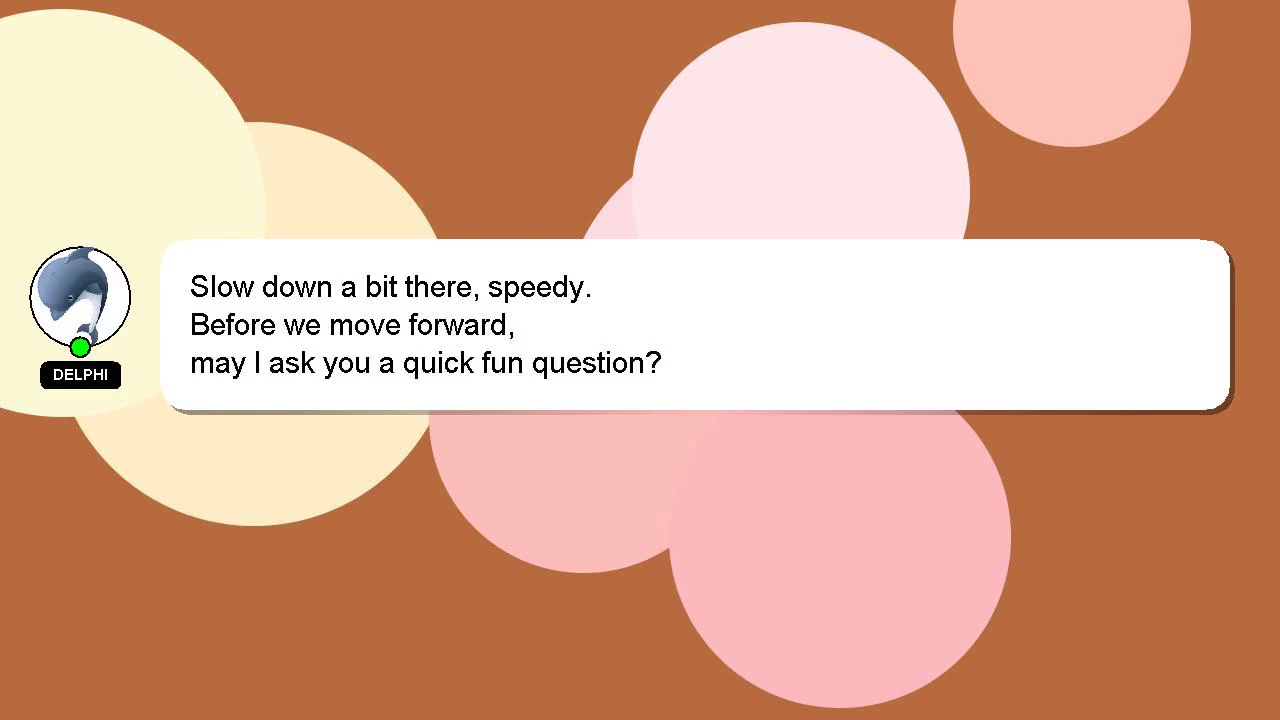 Slow down a bit there, speedy.
Before we move forward,
may I ask you a quick fun question?
DELPHI